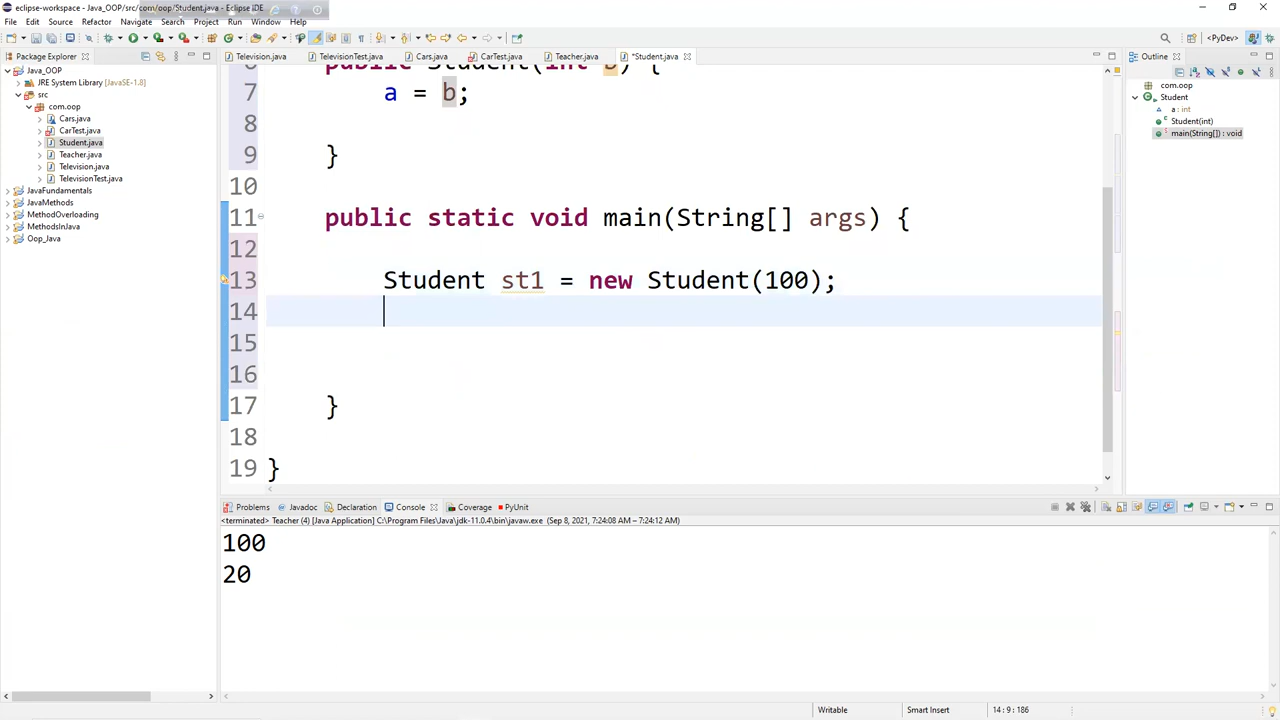 eclipse-workspace - Java_OOP/src/com/oop/Student.java - Eclipse IDE
File Edit Source Refactor Navigate Search Project Run Window Help
<PyDev>
Package Explorer
Television.java TelevisionTest.java Cars.java CarTest.java Teacher.java *Student.java
Outline
Java_OOP
JRE System Library [JavaSE-1.8]
src
com.oop
Cars.java
CarTest.java
Student.java
Teacher.java
Television.java
TelevisionTest.java
JavaFundamentals
JavaMethods
MethodOverloading
MethodsInJava
Oop_Java
6 public Student(int b) {
7 a = b;
8
9 }
10
11 public static void main(String[] args) {
12
13 Student st1 = new Student(100);
14
15
16
17 }
18
19 }
com.oop
Student
a : int
Student(int)
main(String[]) : void
Problems Javadoc Declaration Console Coverage PyUnit
<terminated> Teacher (4) [Java Application] C:\Program Files\Java\jdk-11.0.4\bin\javaw.exe (Sep 8, 2021, 7:24:08 AM – 7:24:12 AM)
100
20
Writable Smart Insert 14 : 9 : 186